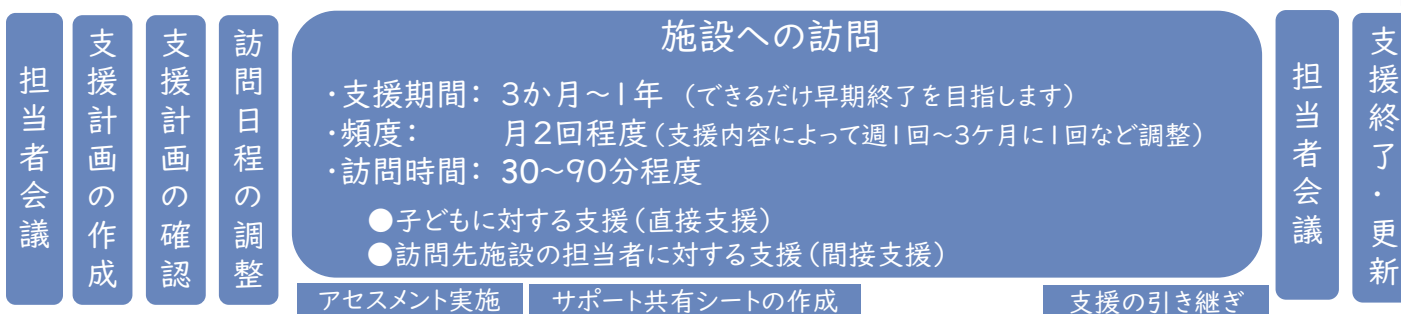 担当者会議
支援計画の作成
支援計画の確認
訪問日程の調整
施設への訪問
・支援期間： 3か月～1年 （できるだけ早期終了を目指します）
・頻度： 月2回程度（支援内容によって週1回～3ケ月に1回など調整）
・訪問時間： 30～90分程度
●子どもに対する支援（直接支援）
●訪問先施設の担当者に対する支援（間接支援）
アセスメント実施
サポート共有シートの作成
支援の引き継ぎ
担当者会議
支援終了・更新